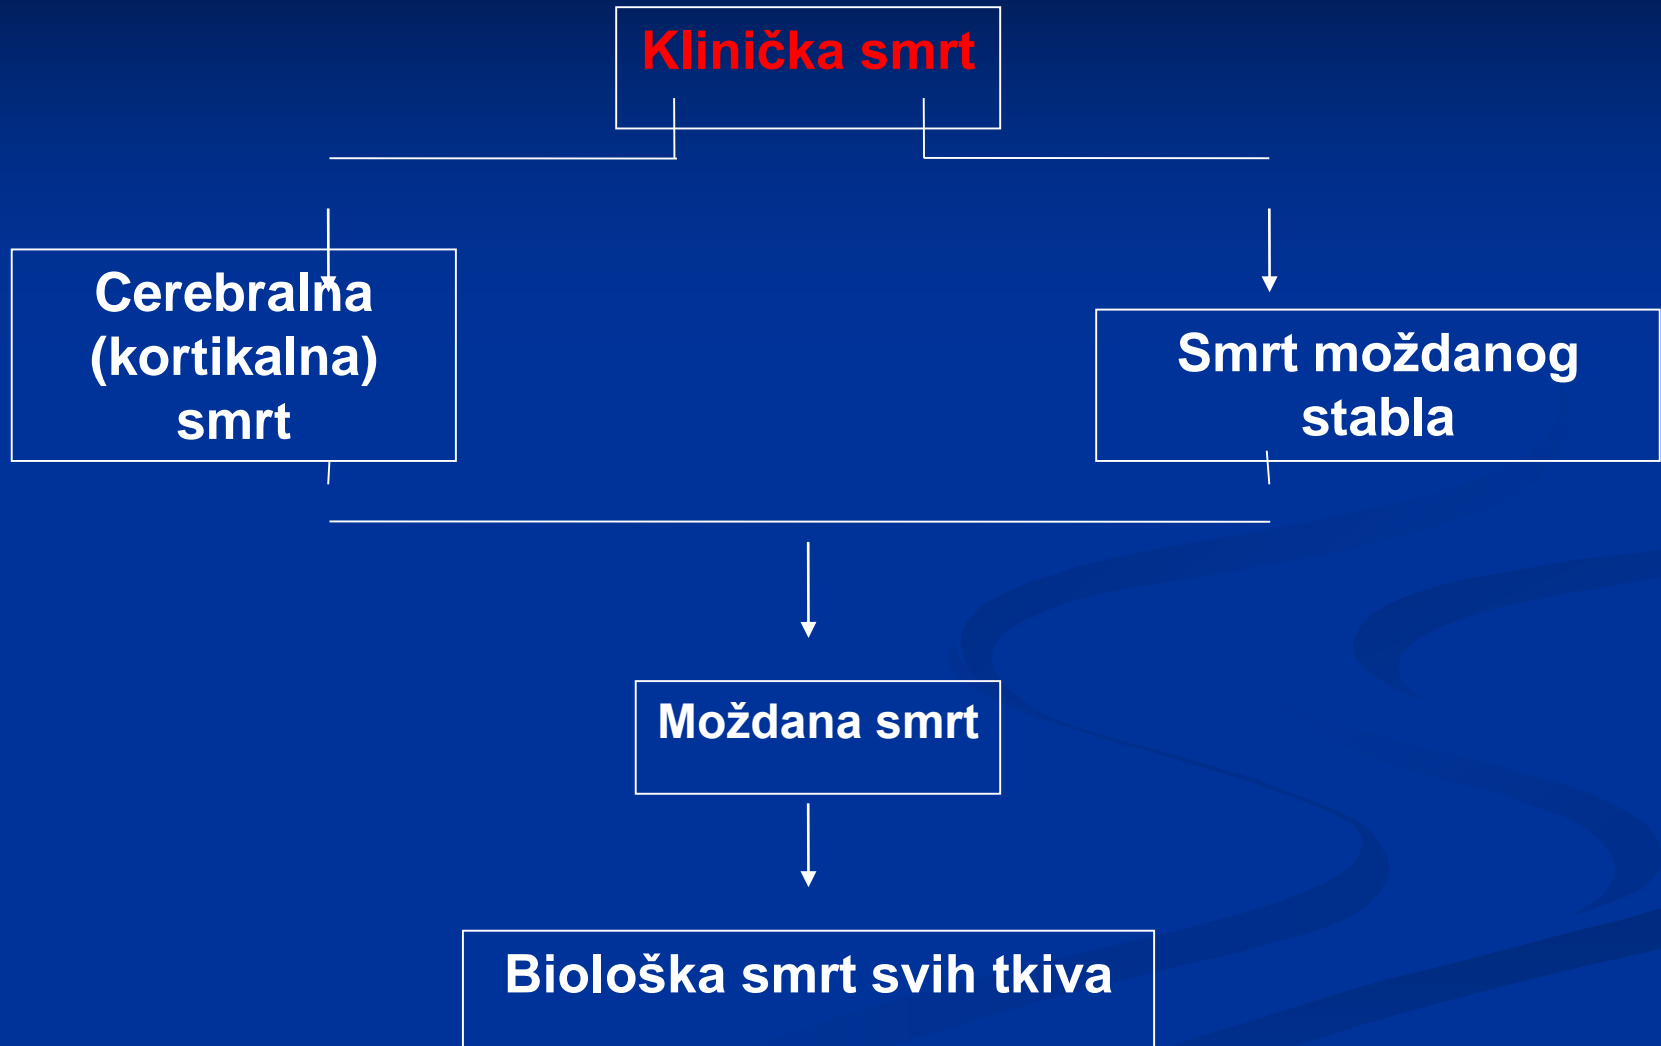 Klinička smrt
Cerebralna
(kortikalna)
smrt
Smrt moždanog
stabla
Moždana smrt
Biološka smrt svih tkiva